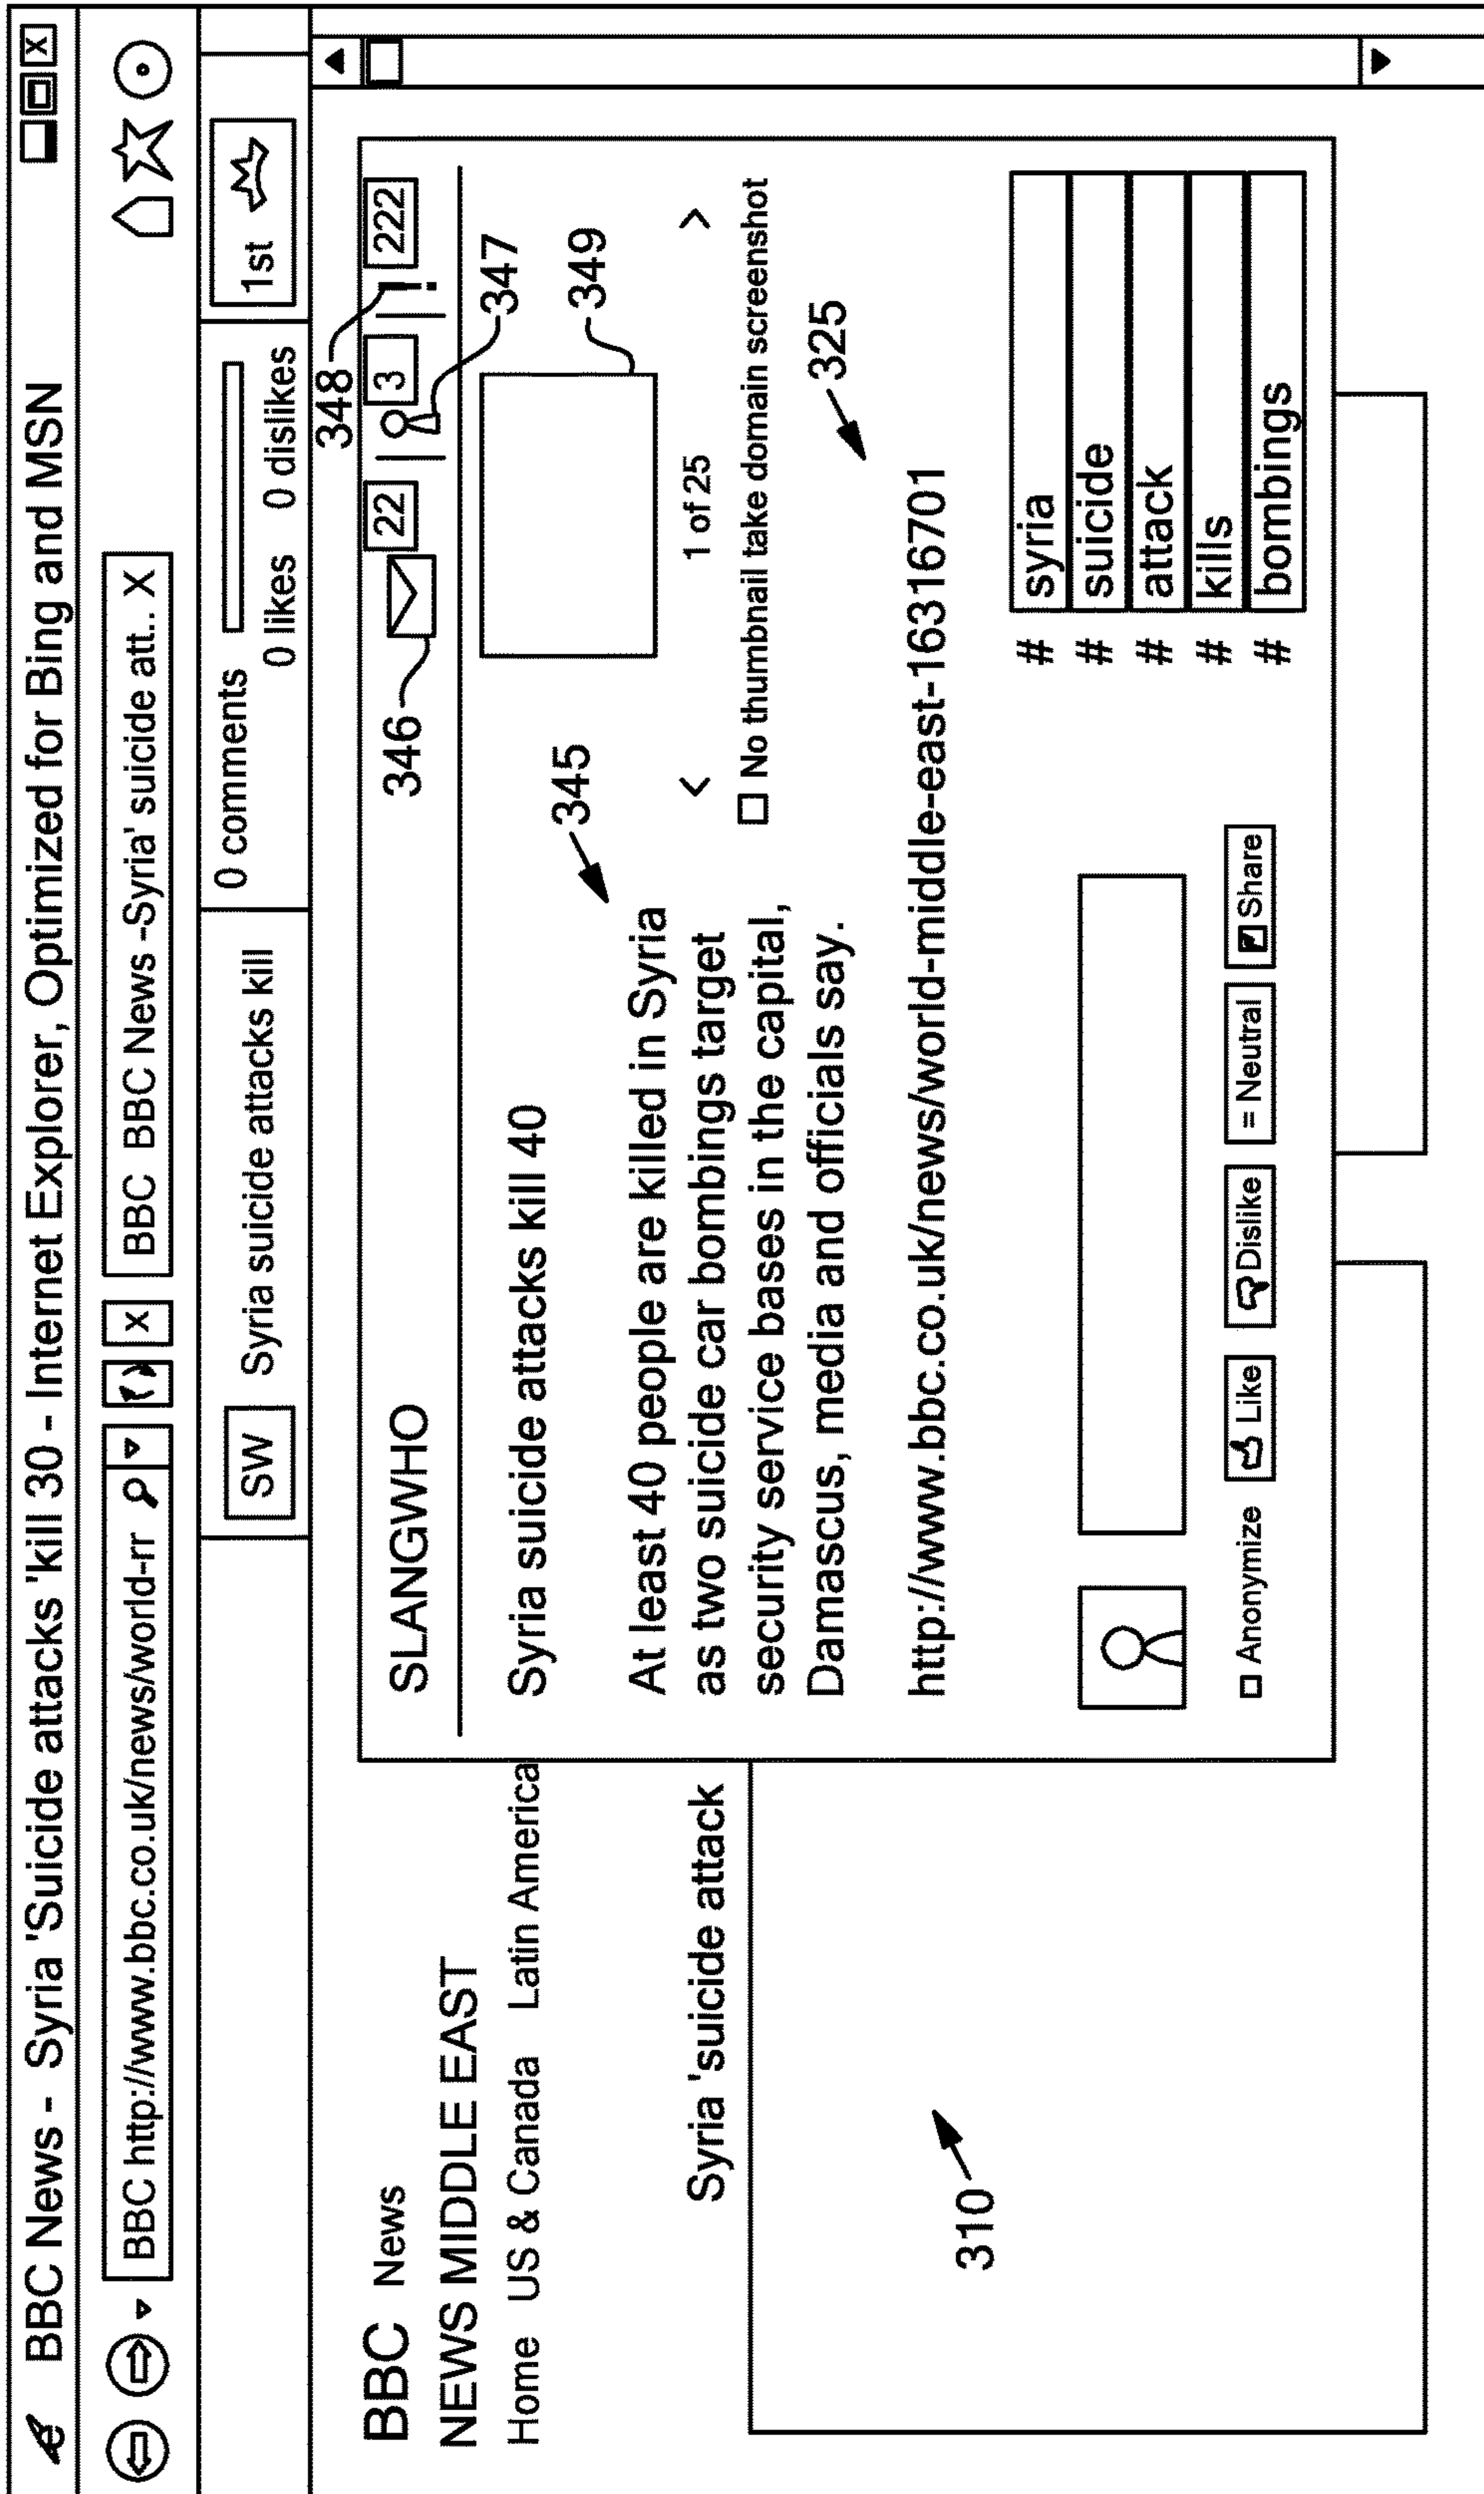 BBC News - Syria 'Suicide attacks 'kill 30 - Internet Explorer, Optimized for Bing and MSN
BBC http://www.bbc.co.uk/news/world-rr
X
BBC BBC News -Syria' suicide att.. X
SW Syria suicide attacks kill
0 comments
0 likes 0 dislikes
1st
BBC News
NEWS MIDDLE EAST
Home US & Canada Latin America
Syria 'suicide attack
310
SLANGWHO
346
22
3
348
222
347
Syria suicide attacks kill 40
345
349
At least 40 people are killed in Syria
as two suicide car bombings target
security service bases in the capital,
Damascus, media and officials say.
< 1 of 25 >
No thumbnail take domain screenshot
325
http://www.bbc.co.uk/news/world-middle-east-16316701
# syria
# suicide
# attack
# kills
# bombings
Anonymize Like Dislike = Neutral Share